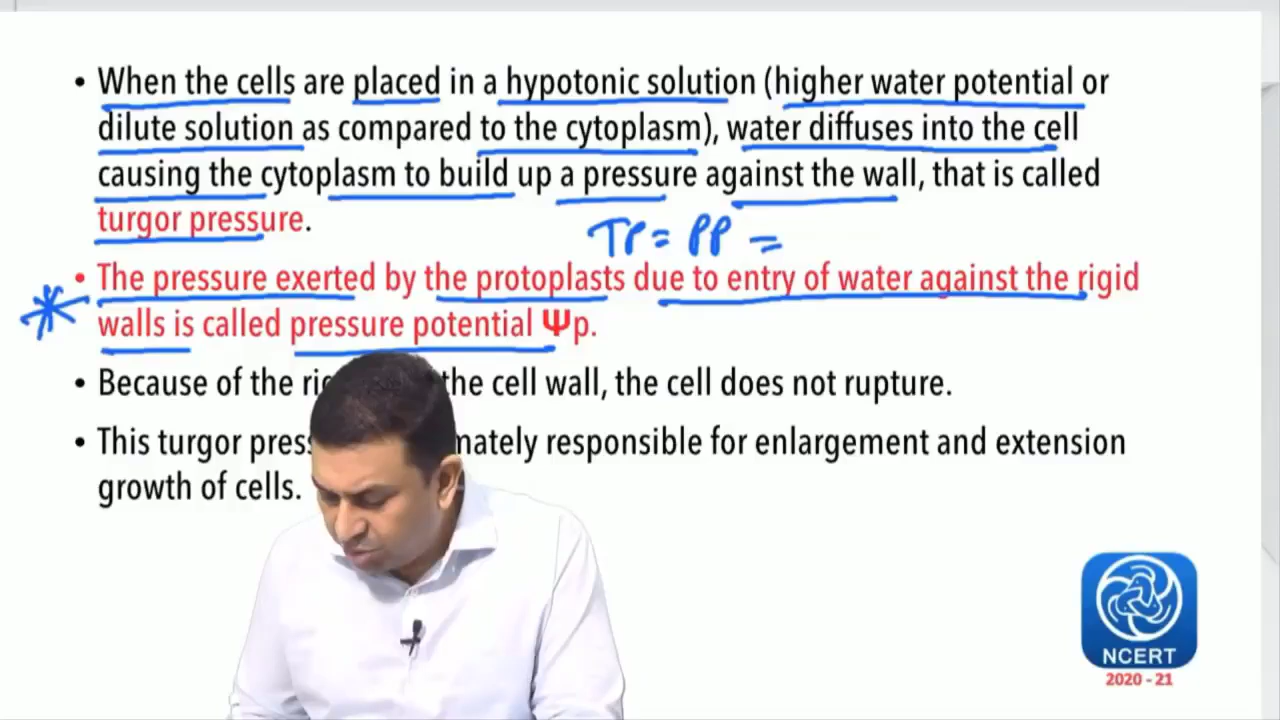 • When the cells are placed in a hypotonic solution (higher water potential or
dilute solution as compared to the cytoplasm), water diffuses into the cell
causing the cytoplasm to build up a pressure against the wall, that is called
turgor pressure.
TP = PP =
• The pressure exerted by the protoplasts due to entry of water against the rigid
walls is called pressure potential Ψp.
• Because of the the cell wall, the cell does not rupture.
• This turgor responsible for enlargement and extension
growth of cells.
NCERT
2020 - 21